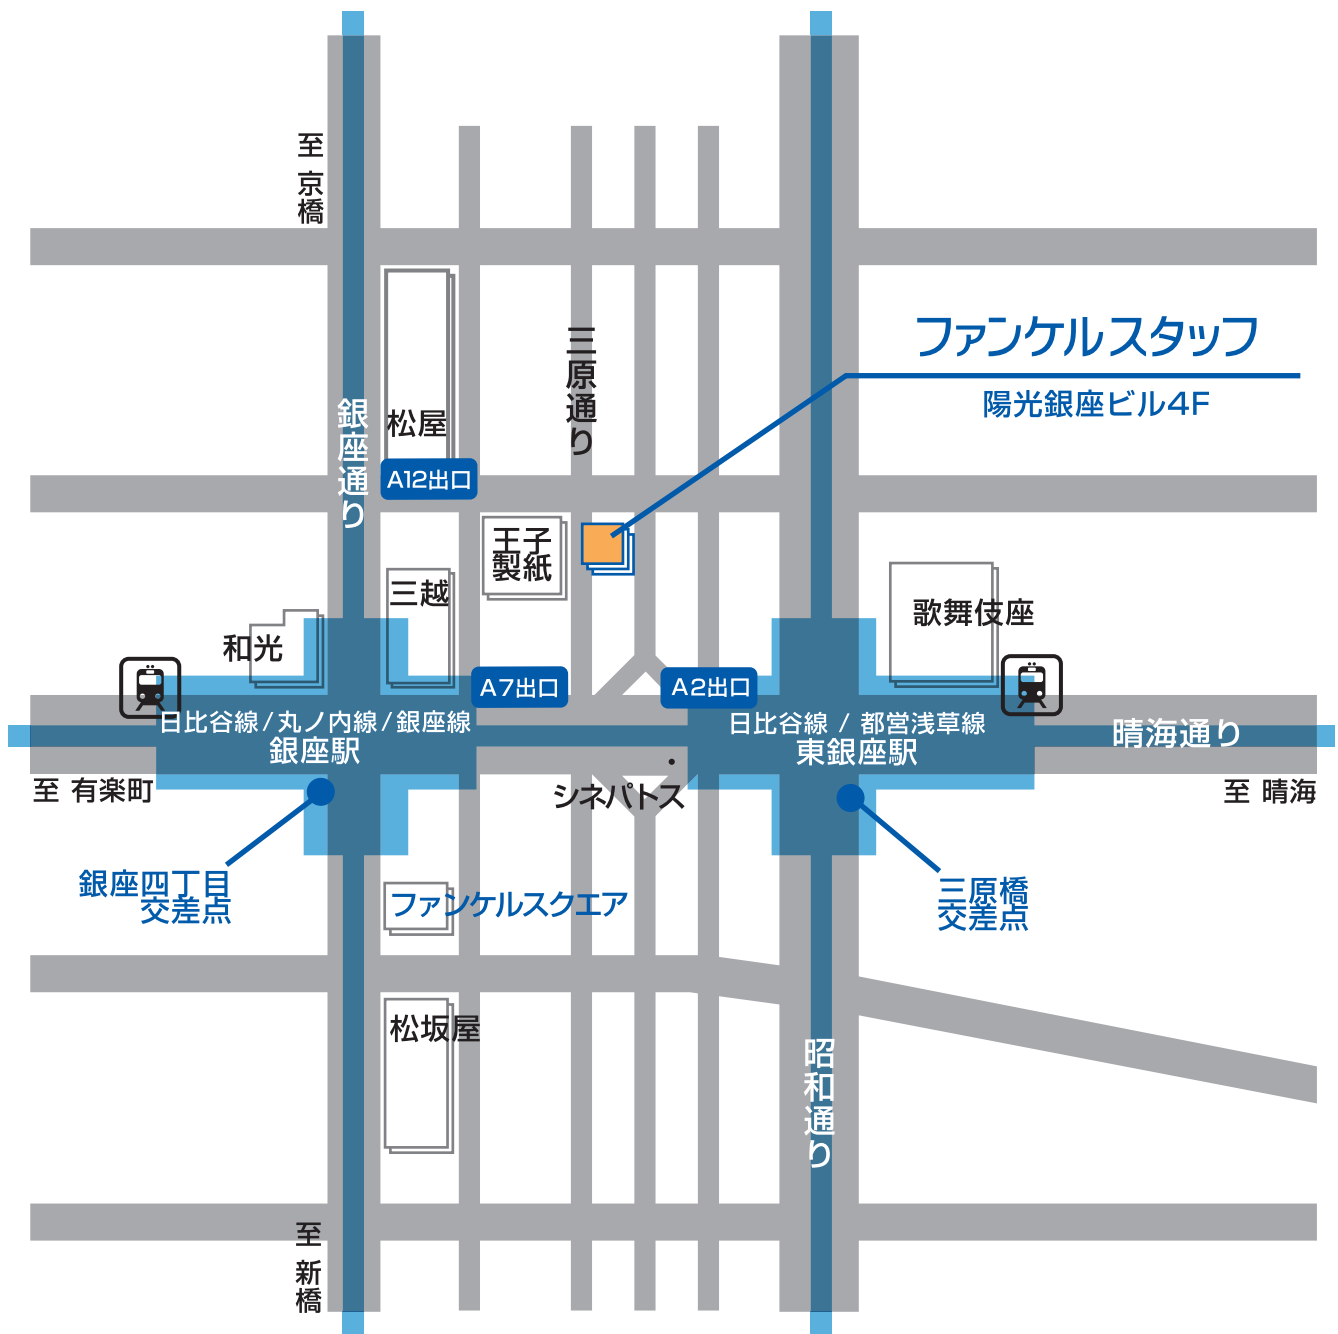 至 京橋
ファンケルスタッフ
陽光銀座ビル4F
三原通り
銀座通り
松屋
A12出口
王子
製紙
三越
歌舞伎座
和光
A7出口
A2出口
日比谷線/丸ノ内線/銀座線
銀座駅
日比谷線 / 都営浅草線
東銀座駅
晴海通り
至 有楽町
シネパトス
至 晴海
銀座四丁目
交差点
ファンケルスクエア
三原橋
交差点
松坂屋
昭和通り
至 新橋